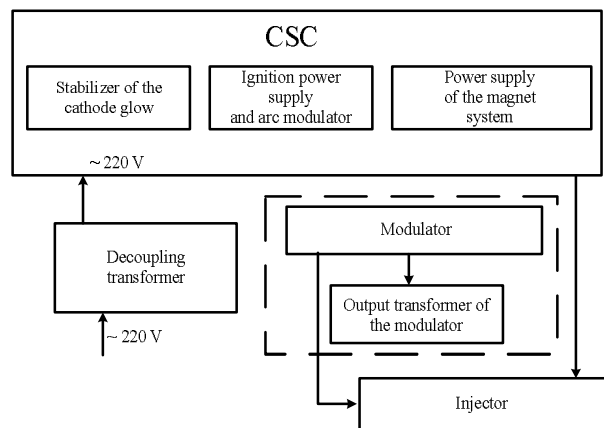 CSC
Stabilizer of the
cathode glow
Ignition power
supply
and arc modulator
Power supply
of the magnet
system
~ 220 V
Decoupling
transformer
~ 220 V
Modulator
Output transformer of
the modulator
Injector